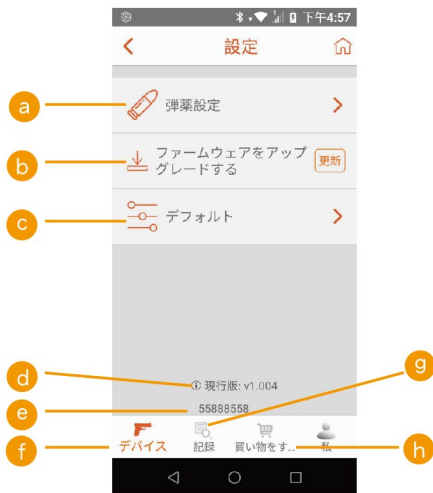 下午4:57
設定
a
弾薬設定
b
ファームウェアをアップ
グレードする
更新
c
デフォルト
g
d
現行版: v1.004
e
55888558
f
デバイス
記録
買い物をす...
私
h